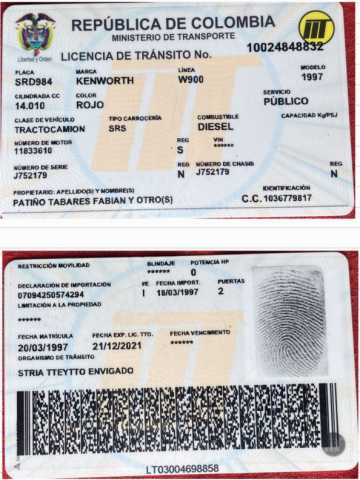 REPÚBLICA DE COLOMBIA
MINISTERIO DE TRANSPORTE
Libertad y Orden
LICENCIA DE TRÁNSITO No. 10024848832
PLACA MARCA LÍNEA MODELO
SRD984 KENWORTH W900 1997
CILINDRADA CC COLOR SERVICIO
14.010 ROJO PÚBLICO
CLASE DE VEHÍCULO TIPO CARROCERÍA COMBUSTIBLE CAPACIDAD Kg/PSJ
TRACTOCAMION SRS DIESEL
NÚMERO DE MOTOR REG VIN
11833610 S ******
NÚMERO DE SERIE REG NÚMERO DE CHASIS REG
J752179 N J752179 N
PROPIETARIO: APELLIDO(S) Y NOMBRE(S) IDENTIFICACIÓN
PATIÑO TABARES FABIAN Y OTRO(S) C.C. 1036779817
RESTRICCIÓN MOVILIDAD BLINDAJE POTENCIA HP
****** 0
DECLARACIÓN DE IMPORTACIÓN I/E FECHA IMPORT. PUERTAS
07094250574294 I 18/03/1997 2
LIMITACIÓN A LA PROPIEDAD
******
FECHA MATRÍCULA FECHA EXP. LIC. TTO. FECHA VENCIMIENTO
20/03/1997 21/12/2021 ******
ORGANISMO DE TRÁNSITO
STRIA TTEYTTO ENVIGADO
LT03004698858